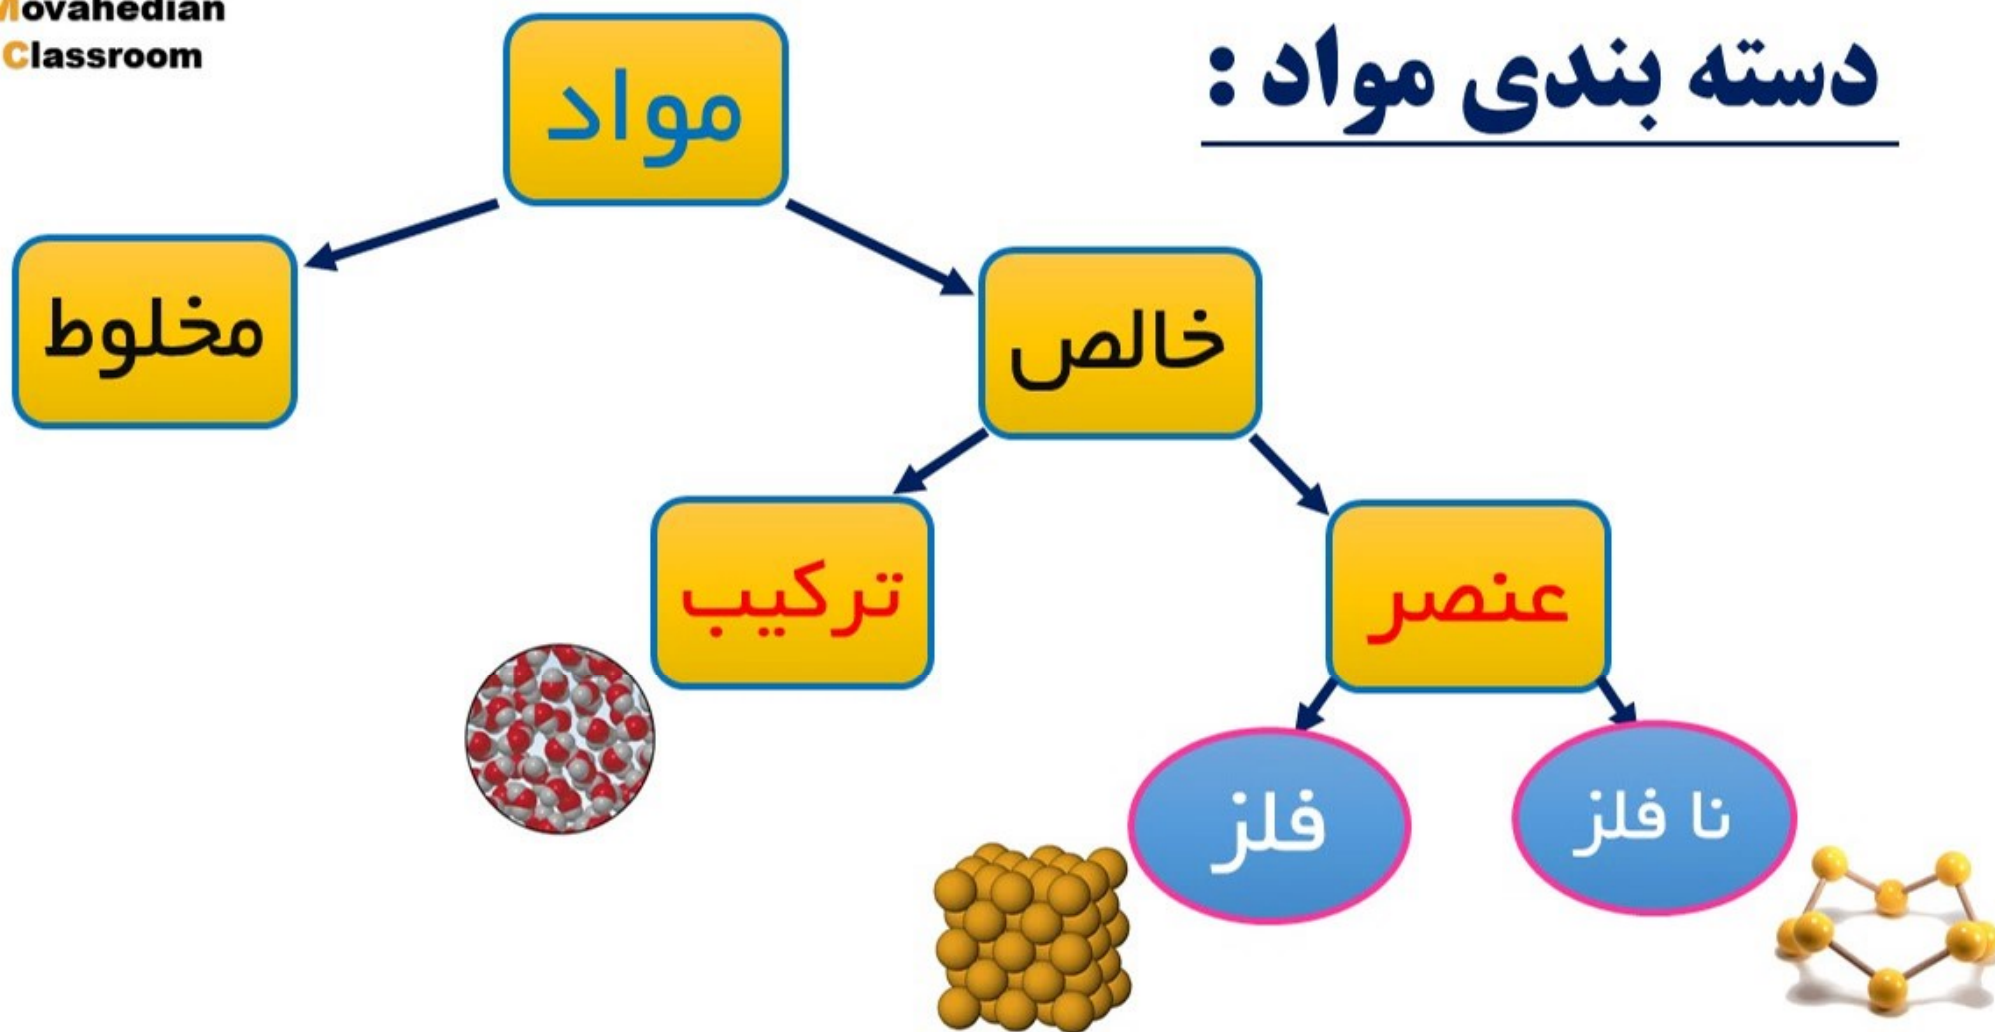 Movahedian
Classroom
دسته بندی مواد :
مواد
خالص
مخلوط
عنصر
ترکیب
نا فلز
فلز